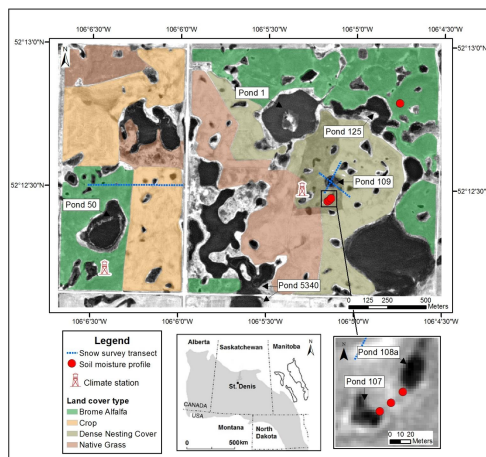 106°6'30"W 106°6'0"W 106°5'30"W 106°5'0"W 106°4'30"W
52°13'0"N 52°13'0"N
N
Pond 1
Pond 125
Pond 109
52°12'30"N 52°12'30"N
Pond 50
Pond 5340
0 125 250 500
Meters
106°6'30"W 106°6'0"W 106°5'30"W 106°5'0"W 106°4'30"W
Legend
Snow survey transect
Soil moisture profile
Climate station
Land cover type
Brome Alfalfa
Crop
Dense Nesting Cover
Native Grass
Alberta
Saskatchewan
Manitoba
N
St. Denis
CANADA
USA
Montana
North
Dakota
0 500km
N
Pond 108a
Pond 107
0 10 20
Meters